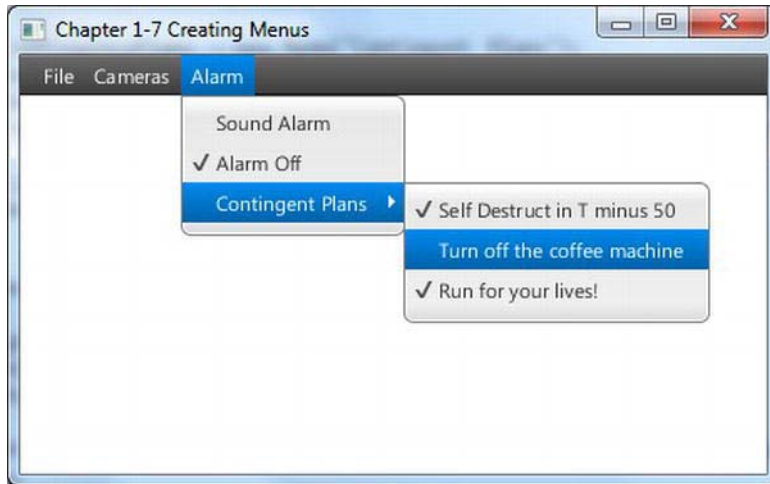 Chapter 1-7 Creating Menus
File Cameras Alarm
Sound Alarm
Alarm Off
Contingent Plans
Self Destruct in T minus 50
Turn off the coffee machine
Run for your lives!